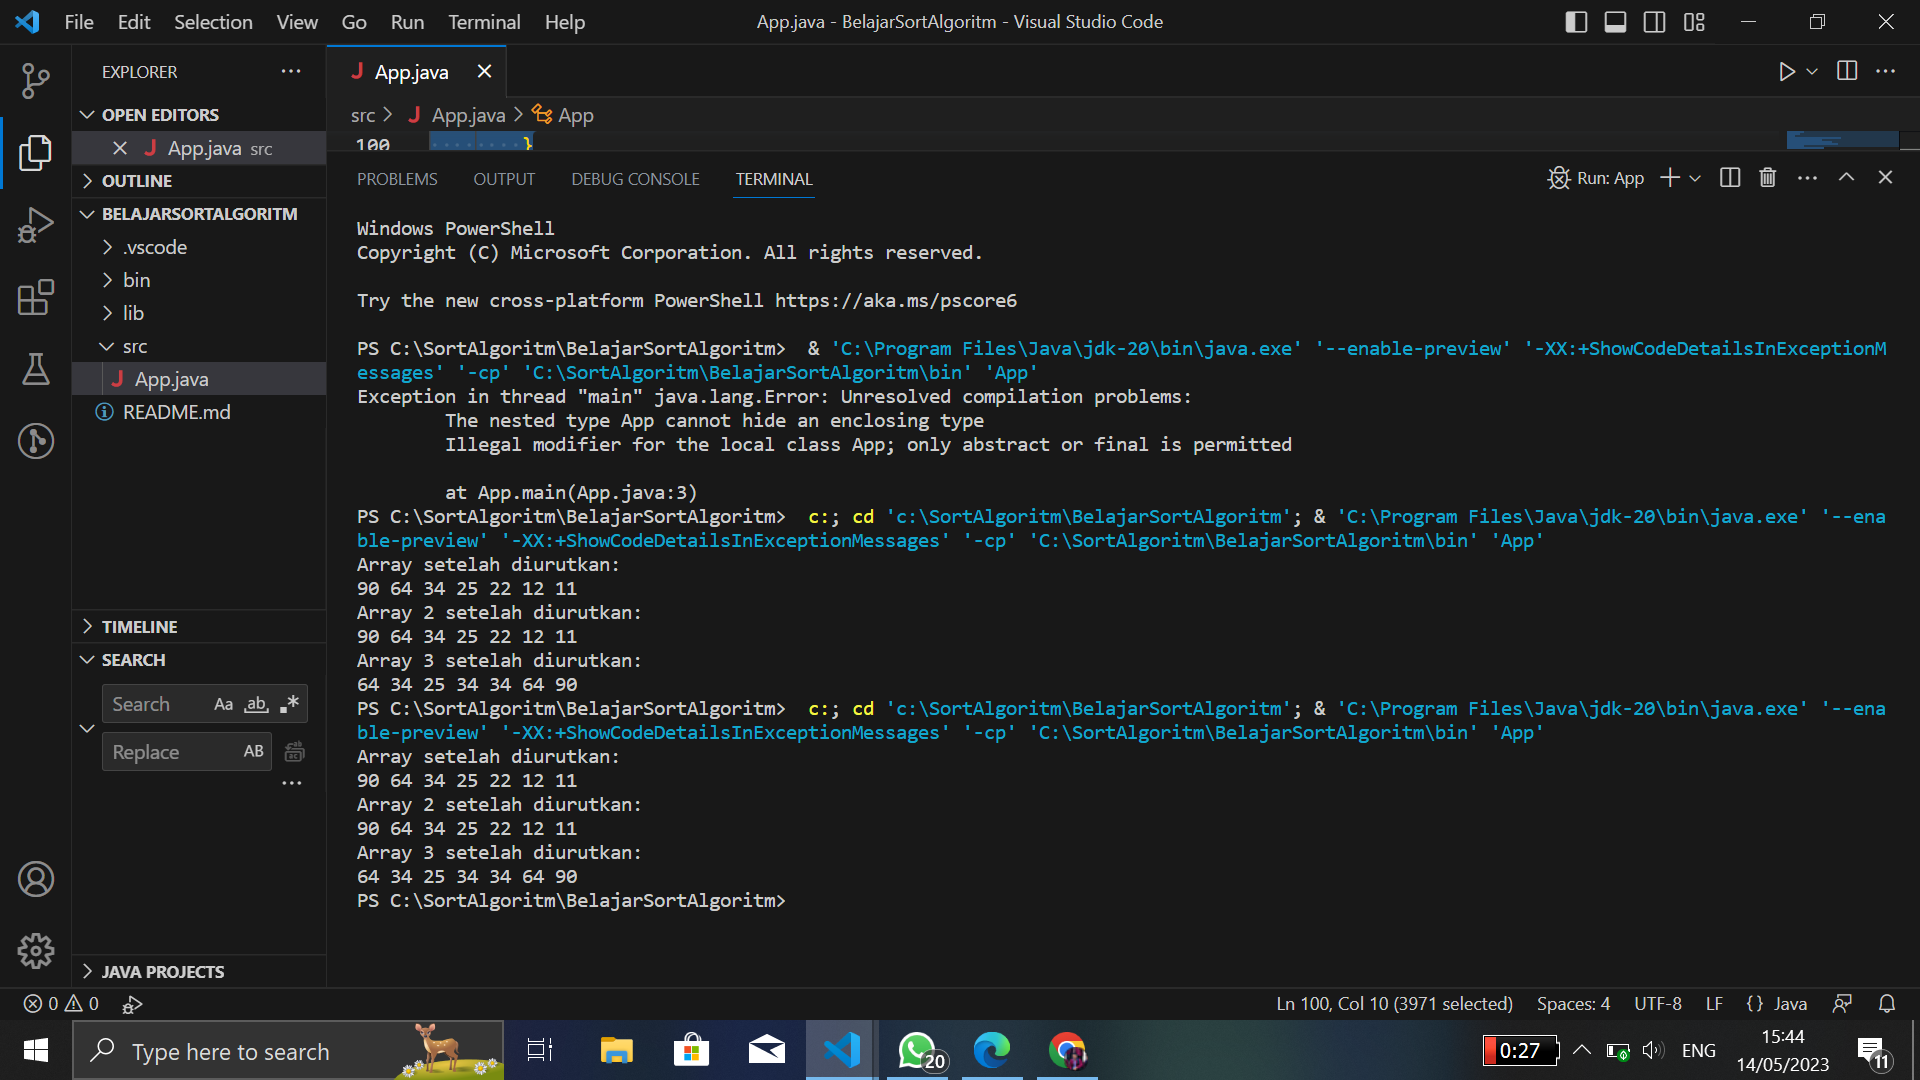 File Edit Selection View Go Run Terminal Help
App.java - BelajarSortAlgoritm - Visual Studio Code
EXPLORER
OPEN EDITORS
App.java src
OUTLINE
BELAJARSORTALGORITM
.vscode
bin
lib
src
App.java
README.md
TIMELINE
SEARCH
Search Aa ab .*
Replace AB
JAVA PROJECTS
App.java
src > App.java > App
100 }
PROBLEMS OUTPUT DEBUG CONSOLE TERMINAL
Run: App
Windows PowerShell
Copyright (C) Microsoft Corporation. All rights reserved.
Try the new cross-platform PowerShell https://aka.ms/pscore6
PS C:\SortAlgoritm\BelajarSortAlgoritm>  & 'C:\Program Files\Java\jdk-20\bin\java.exe' '--enable-preview' '-XX:+ShowCodeDetailsInExceptionM
essages' '-cp' 'C:\SortAlgoritm\BelajarSortAlgoritm\bin' 'App'
Exception in thread "main" java.lang.Error: Unresolved compilation problems:
The nested type App cannot hide an enclosing type
Illegal modifier for the local class App; only abstract or final is permitted
at App.main(App.java:3)
PS C:\SortAlgoritm\BelajarSortAlgoritm>  c:; cd 'c:\SortAlgoritm\BelajarSortAlgoritm'; & 'C:\Program Files\Java\jdk-20\bin\java.exe' '--ena
ble-preview' '-XX:+ShowCodeDetailsInExceptionMessages' '-cp' 'C:\SortAlgoritm\BelajarSortAlgoritm\bin' 'App'
Array setelah diurutkan:
90 64 34 25 22 12 11
Array 2 setelah diurutkan:
90 64 34 25 22 12 11
Array 3 setelah diurutkan:
64 34 25 34 34 64 90
PS C:\SortAlgoritm\BelajarSortAlgoritm>  c:; cd 'c:\SortAlgoritm\BelajarSortAlgoritm'; & 'C:\Program Files\Java\jdk-20\bin\java.exe' '--ena
ble-preview' '-XX:+ShowCodeDetailsInExceptionMessages' '-cp' 'C:\SortAlgoritm\BelajarSortAlgoritm\bin' 'App'
Array setelah diurutkan:
90 64 34 25 22 12 11
Array 2 setelah diurutkan:
90 64 34 25 22 12 11
Array 3 setelah diurutkan:
64 34 25 34 34 64 90
PS C:\SortAlgoritm\BelajarSortAlgoritm>
0 0
Ln 100, Col 10 (3971 selected) Spaces: 4 UTF-8 LF {} Java
Type here to search
20
0:27
ENG
15:44
14/05/2023
11